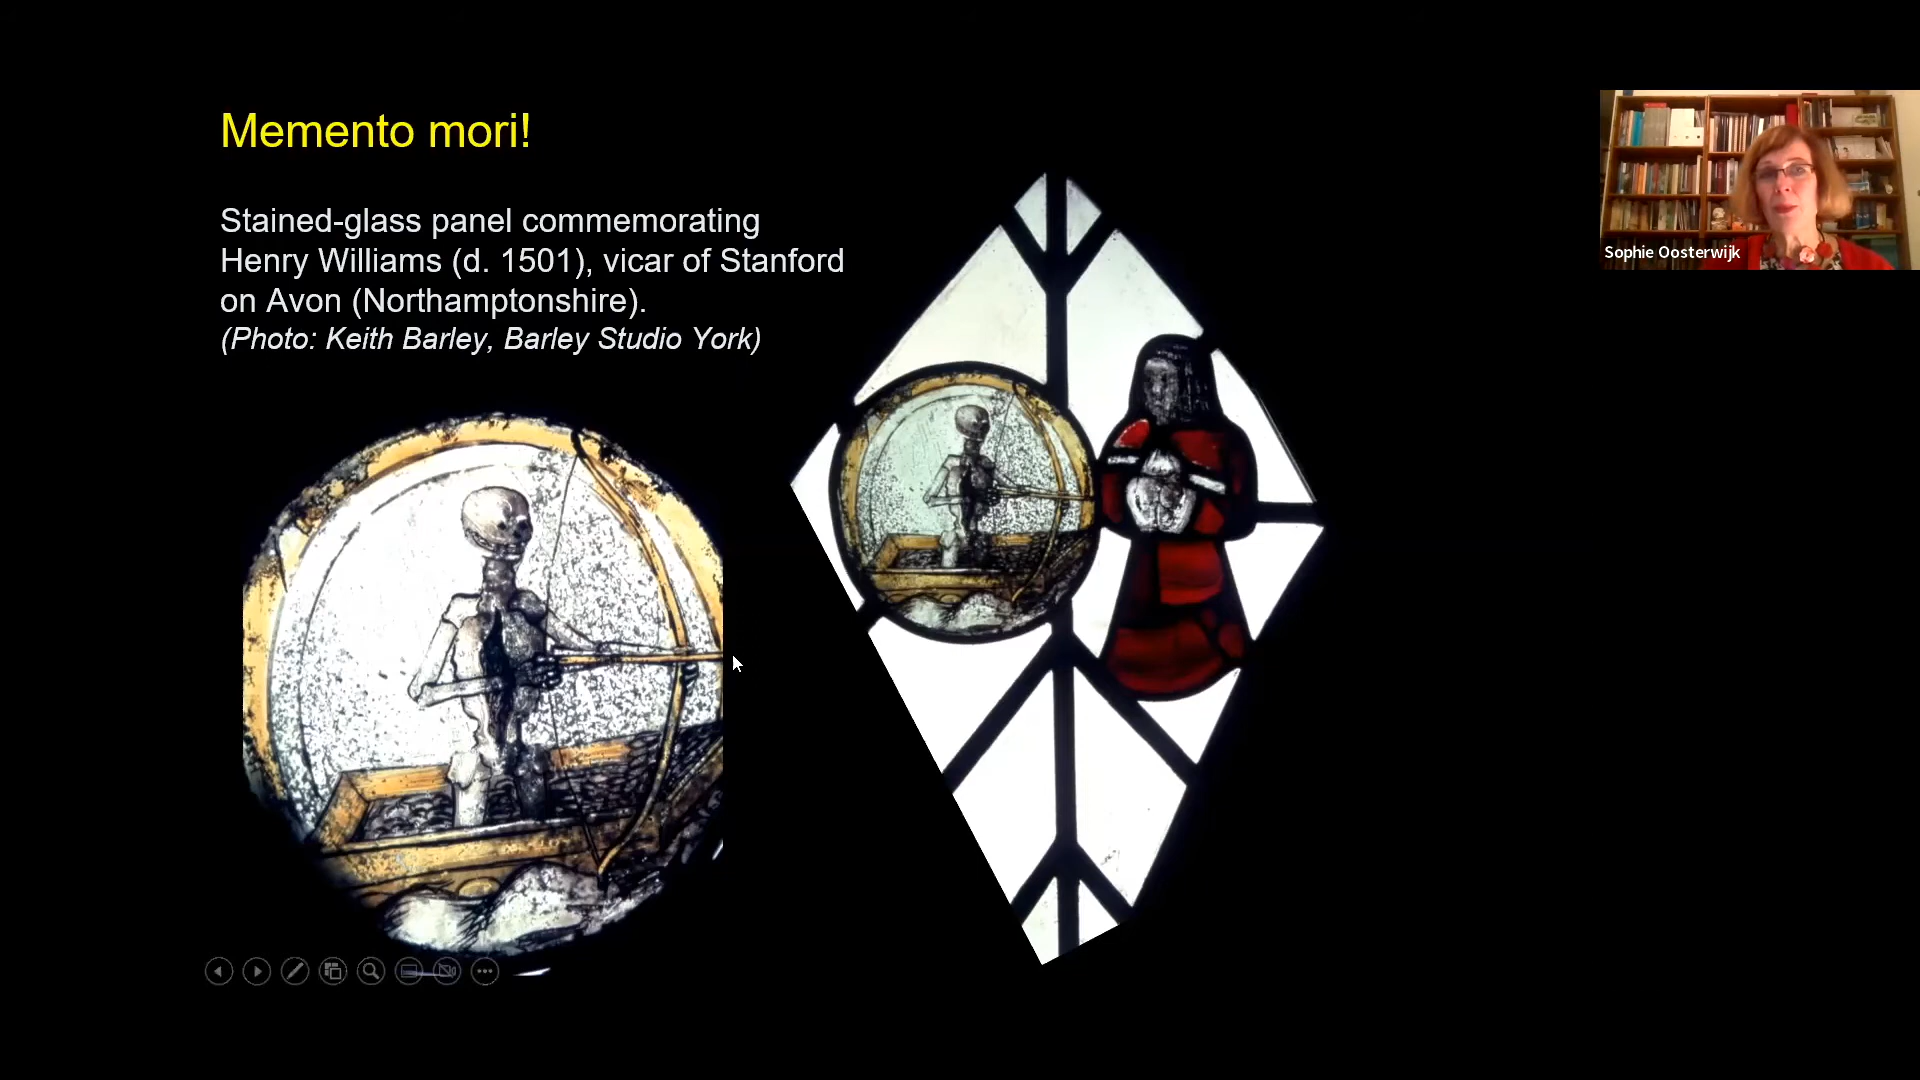 Memento mori!
Stained-glass panel commemorating
Henry Williams (d. 1501), vicar of Stanford
on Avon (Northamptonshire).
(Photo: Keith Barley, Barley Studio York)
Sophie Oosterwijk